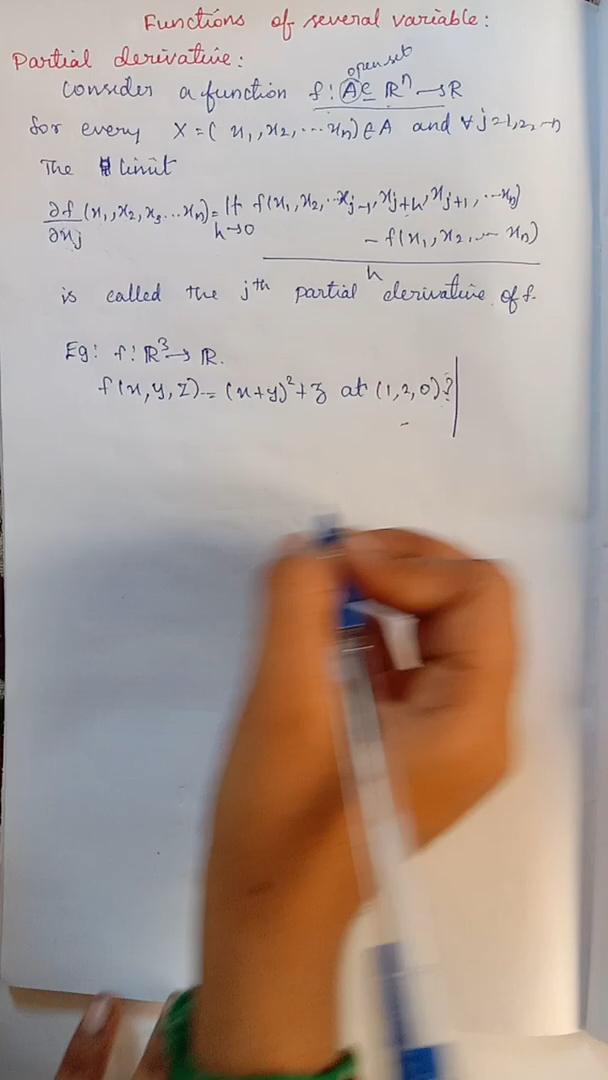 Functions of several variable:
Partial derivative:
open set
Consider a function f: A ⊆ ℝⁿ → ℝ
for every X = (x₁, x₂, ... xₙ) ∈ A and ∀ j = 1, 2, ... n
The limit
∂f/∂xⱼ (x₁, x₂, x₃ ... xₙ) = lt h→0 f(x₁, x₂, .. xⱼ₋₁, xⱼ+h, xⱼ₊₁, ... xₙ)
- f(x₁, x₂, ... xₙ)
h
is called the jth partial derivative of f.
Eg: f: ℝ³ → ℝ.
f(x, y, z) = (x+y)² + z at (1, 2, 0)?